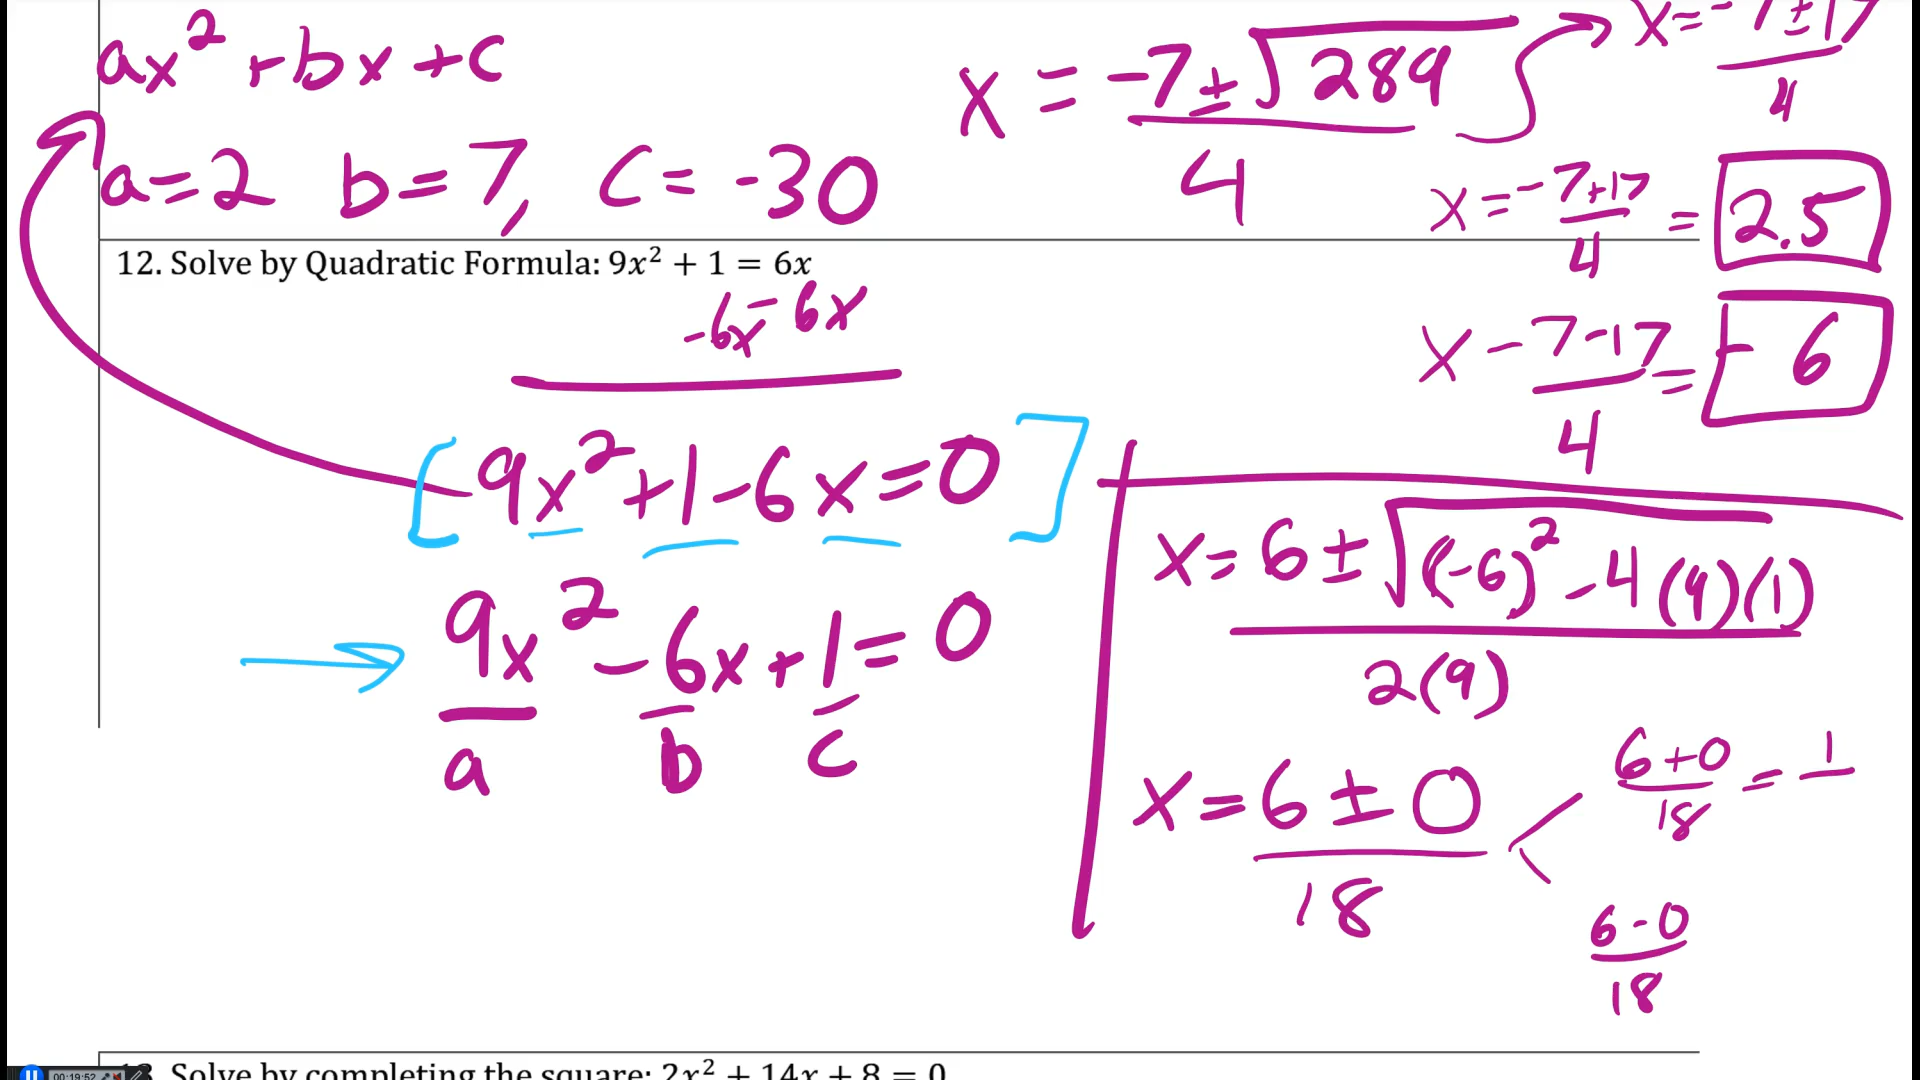 ax² + bx + c
a = 2 b = 7, c = -30
x = -7 ± √289 / 4
x = -7 ± 17 / 4
x = -7+17 / 4 = 2.5
x - 7-17 / 4 = - 6
12. Solve by Quadratic Formula: 9x² + 1 = 6x
-6x - 6x
[ 9x² + 1 - 6x = 0 ]
→ 9x² - 6x + 1 = 0
a b c
x = 6 ± √(-6)² - 4(9)(1) / 2(9)
x = 6 ± 0 / 18
6+0 / 18 = 1
6-0 / 18
Solve by completing the square: 2x² + 14x + 8 = 0
00:19:52